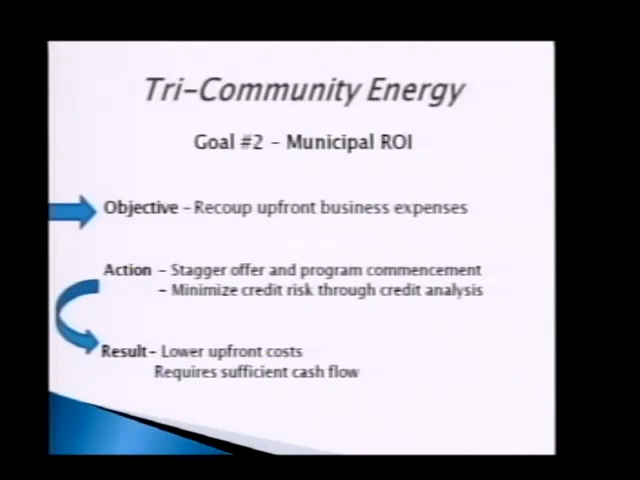 Tri-Community Energy
Goal #2 - Municipal ROI
Objective - Recoup upfront business expenses
Action - Stagger offer and program commencement
- Minimize credit risk through credit analysis
Result - Lower upfront costs
Requires sufficient cash flow